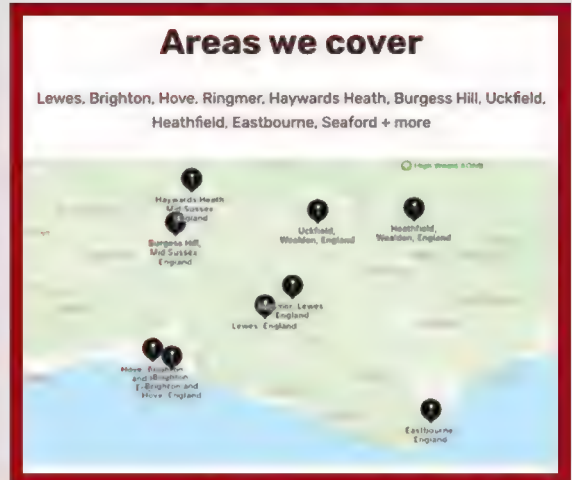 Areas we cover
Lewes, Brighton, Hove, Ringmer, Haywards Heath, Burgess Hill, Uckfield,
Heathfield, Eastbourne, Seaford + more
Haywards Heath
Mid Sussex
England
Burgess Hill,
Mid Sussex
England
Uckfield,
Wealden, England
Heathfield,
Wealden, England
Lewes
England
Lewes England
Hove
Brighton
and Brighton
Brighton and
Hove England
Eastbourne
England